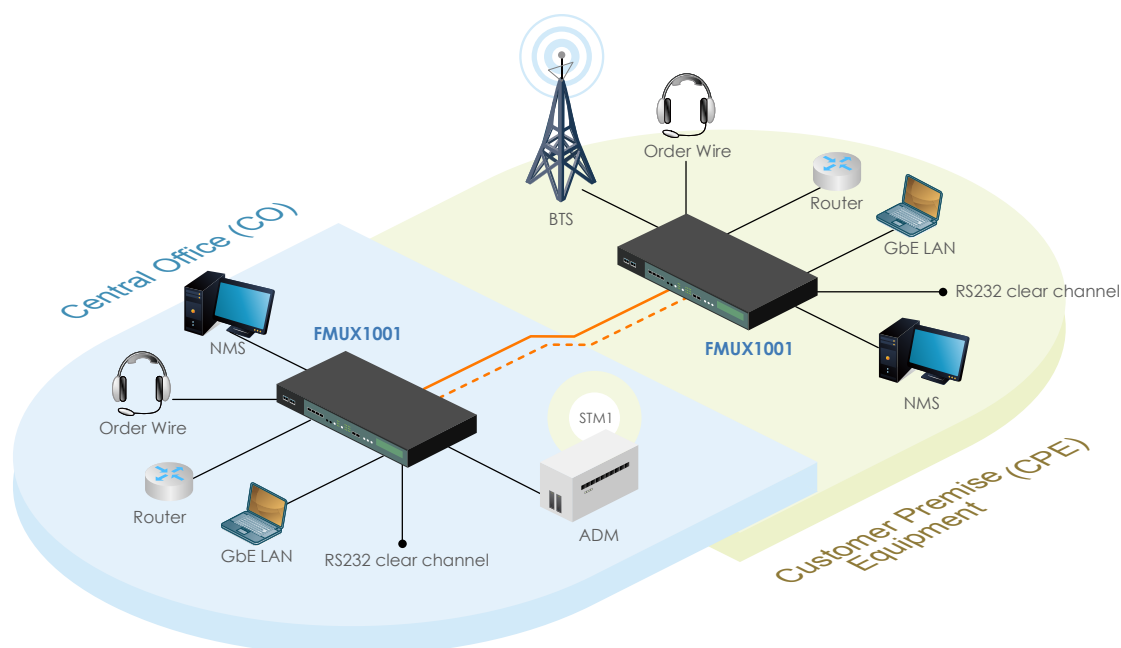 Order Wire
BTS
Router
GbE LAN
RS232 clear channel
FMUX1001
NMS
Customer Premise (CPE)
Equipment
Central Office (CO)
NMS
FMUX1001
Order Wire
Router
GbE LAN
RS232 clear channel
STM1
ADM